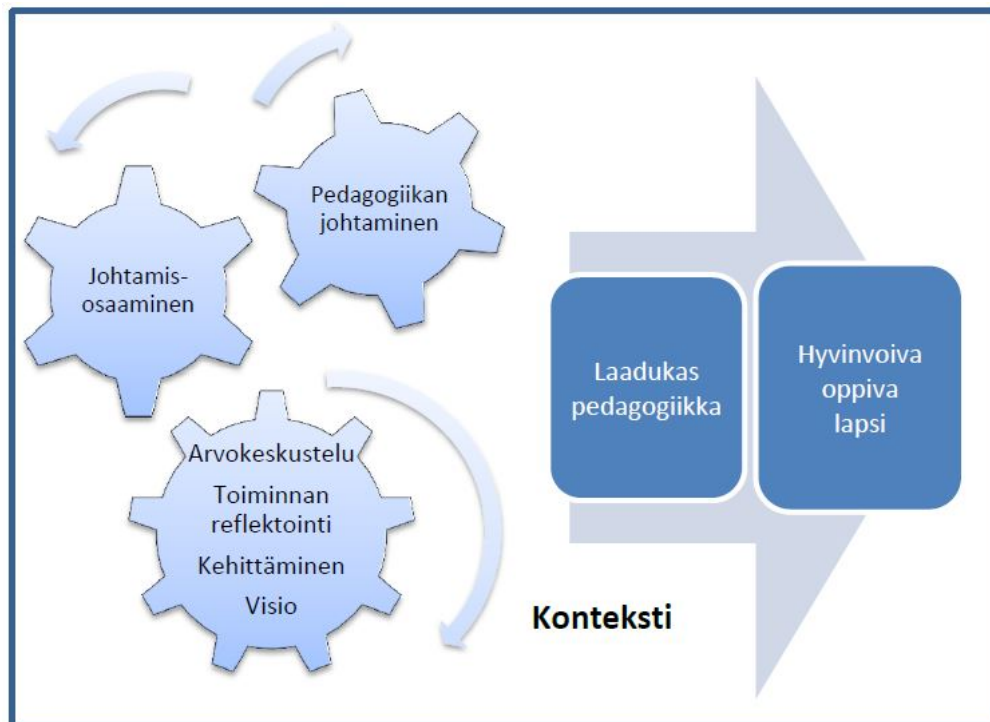 Pedagogiikan
johtaminen
Johtamis-
osaaminen
Arvokeskustelu
Toiminnan
reflektointi
Kehittäminen
Visio
Laadukas
pedagogiikka
Hyvinvoiva
oppiva
lapsi
Konteksti